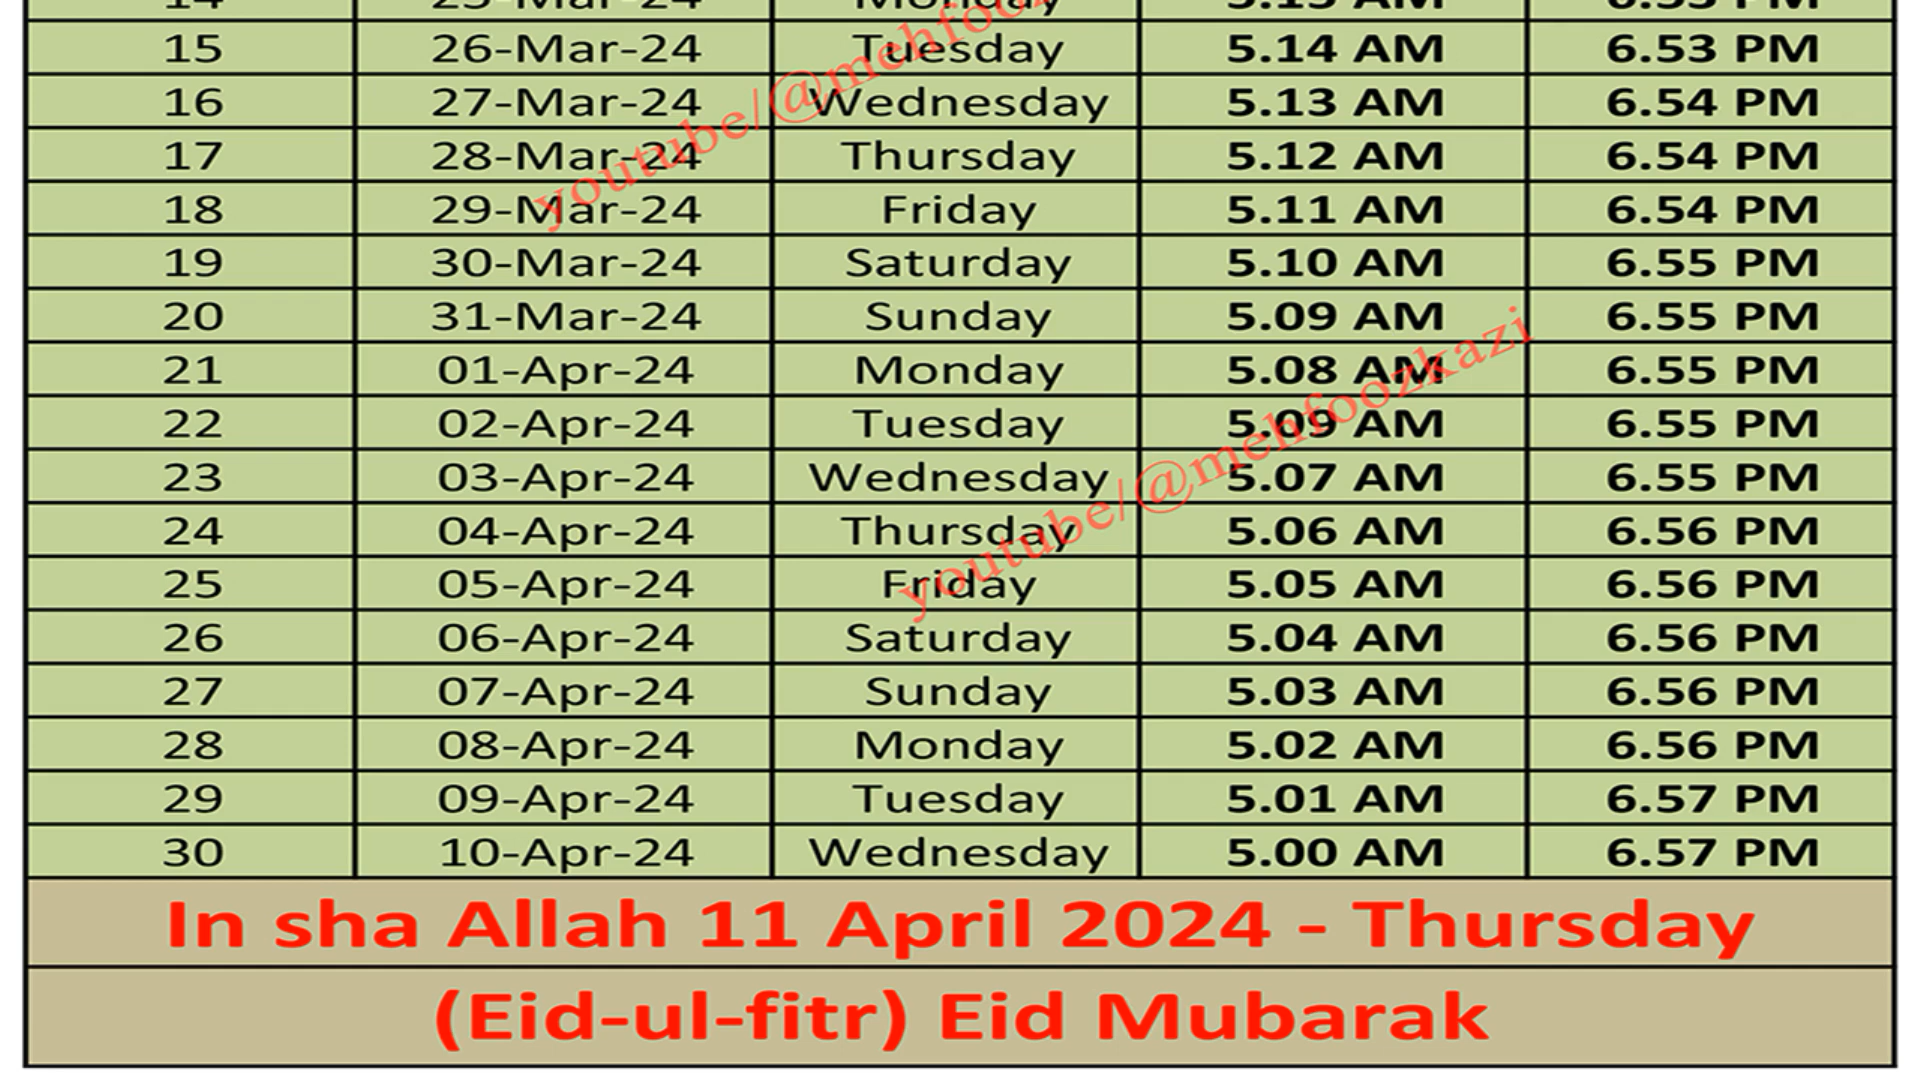 15 26-Mar-24 Tuesday 5.14 AM 6.53 PM
16 27-Mar-24 Wednesday 5.13 AM 6.54 PM
17 28-Mar-24 Thursday 5.12 AM 6.54 PM
18 29-Mar-24 Friday 5.11 AM 6.54 PM
19 30-Mar-24 Saturday 5.10 AM 6.55 PM
20 31-Mar-24 Sunday 5.09 AM 6.55 PM
21 01-Apr-24 Monday 5.08 AM 6.55 PM
22 02-Apr-24 Tuesday 5.09 AM 6.55 PM
23 03-Apr-24 Wednesday 5.07 AM 6.55 PM
24 04-Apr-24 Thursday 5.06 AM 6.56 PM
25 05-Apr-24 Friday 5.05 AM 6.56 PM
26 06-Apr-24 Saturday 5.04 AM 6.56 PM
27 07-Apr-24 Sunday 5.03 AM 6.56 PM
28 08-Apr-24 Monday 5.02 AM 6.56 PM
29 09-Apr-24 Tuesday 5.01 AM 6.57 PM
30 10-Apr-24 Wednesday 5.00 AM 6.57 PM
In sha Allah 11 April 2024 - Thursday
(Eid-ul-fitr) Eid Mubarak
youtube/@mehfooz
youtube/@mehfoozkazi